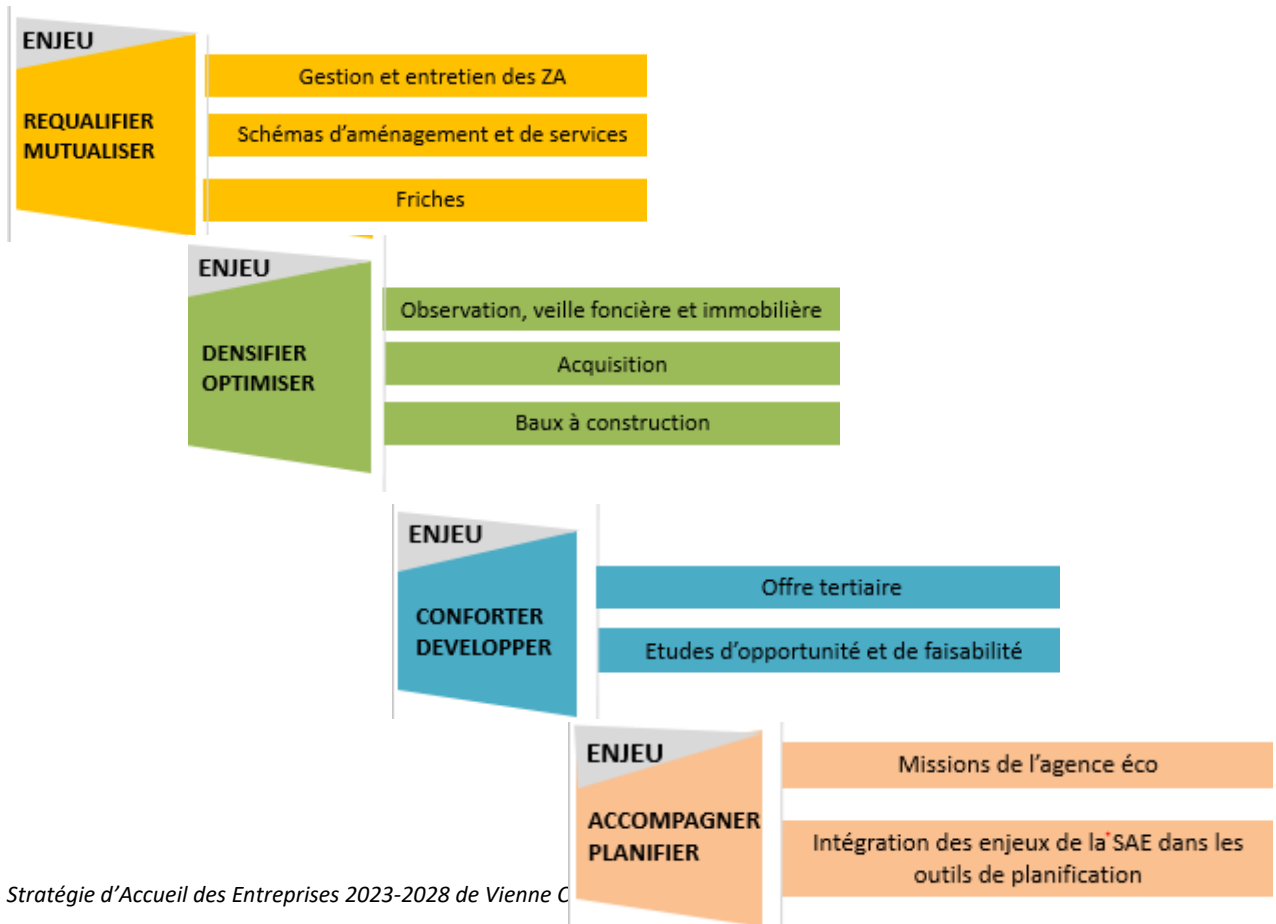 ENJEU
REQUALIFIER
MUTUALISER
Gestion et entretien des ZA
Schémas d'aménagement et de services
Friches
ENJEU
DENSIFIER
OPTIMISER
Observation, veille foncière et immobilière
Acquisition
Baux à construction
ENJEU
CONFORTER
DEVELOPPER
Offre tertiaire
Etudes d'opportunité et de faisabilité
ENJEU
ACCOMPAGNER
PLANIFIER
Missions de l'agence éco
Intégration des enjeux de la*SAE dans les
outils de planification
Stratégie d'Accueil des Entreprises 2023-2028 de Vienne